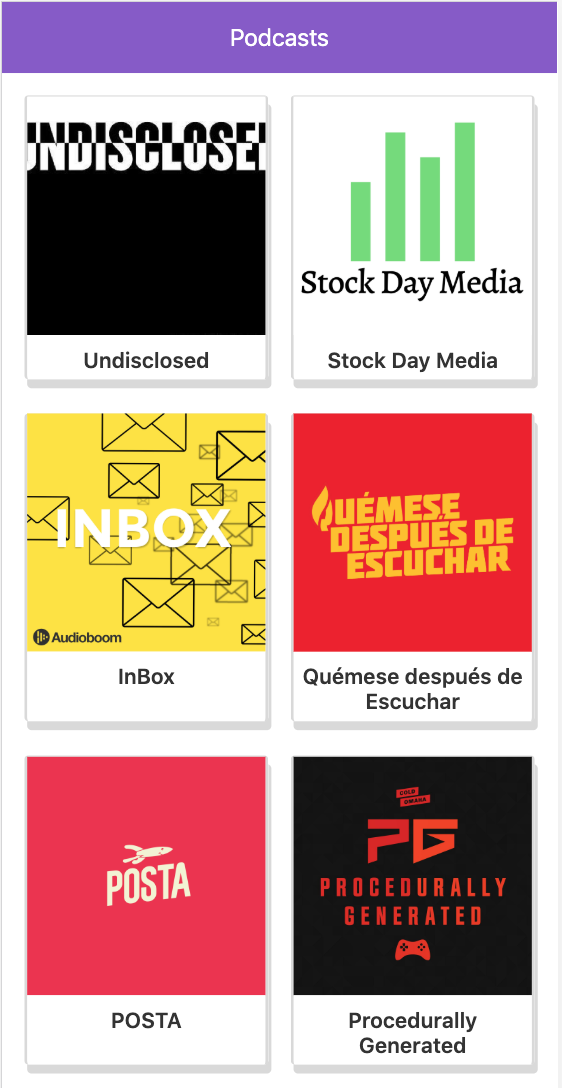 Podcasts
UNDISCLOSED
Undisclosed
Stock Day Media
Stock Day Media
INBOX
Audioboom
InBox
QUÉMESE
DESPUÉS DE
ESCUCHAR
Quémese después de
Escuchar
POSTA
POSTA
GOLD
OMAHA
PG
PROCEDURALLY
GENERATED
Procedurally
Generated